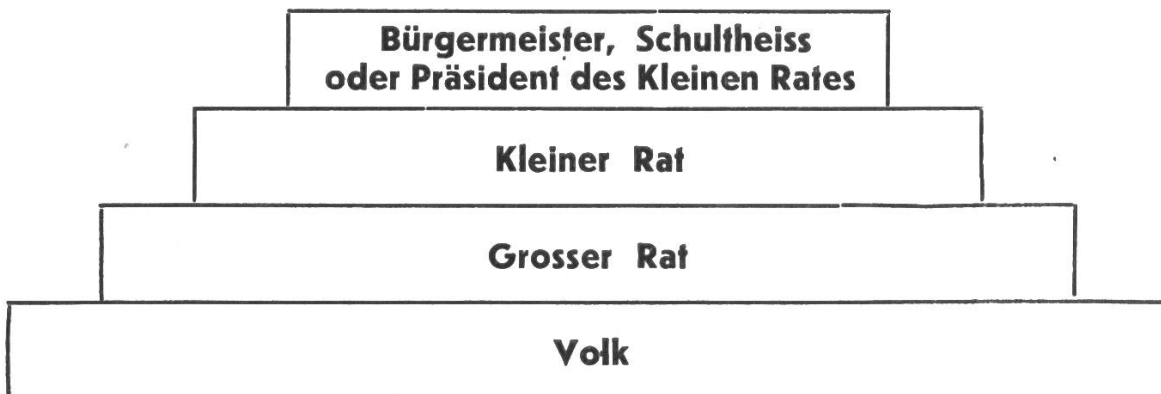 Bürgermeister, Schultheiss
oder Präsident des Kleinen Rates
Kleiner Rat
Grosser Rat
Volk